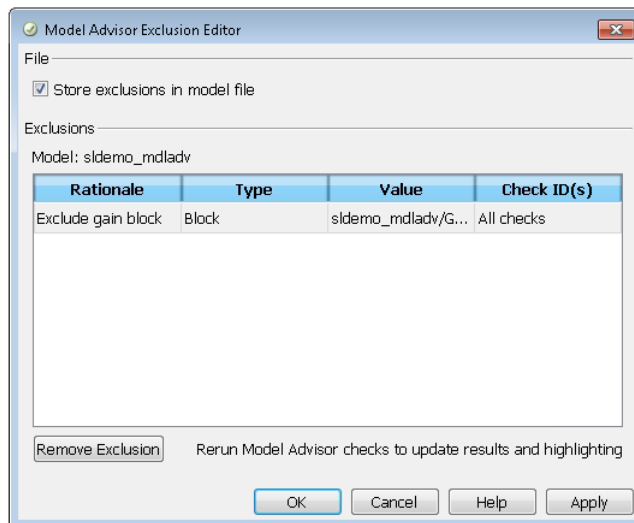 Model Advisor Exclusion Editor
File
Store exclusions in model file
Exclusions
Model: sldemo_mdladv
Rationale Type Value Check ID(s)
Exclude gain block Block sldemo_mdladv/G... All checks
Remove Exclusion Rerun Model Advisor checks to update results and highlighting
OK Cancel Help Apply